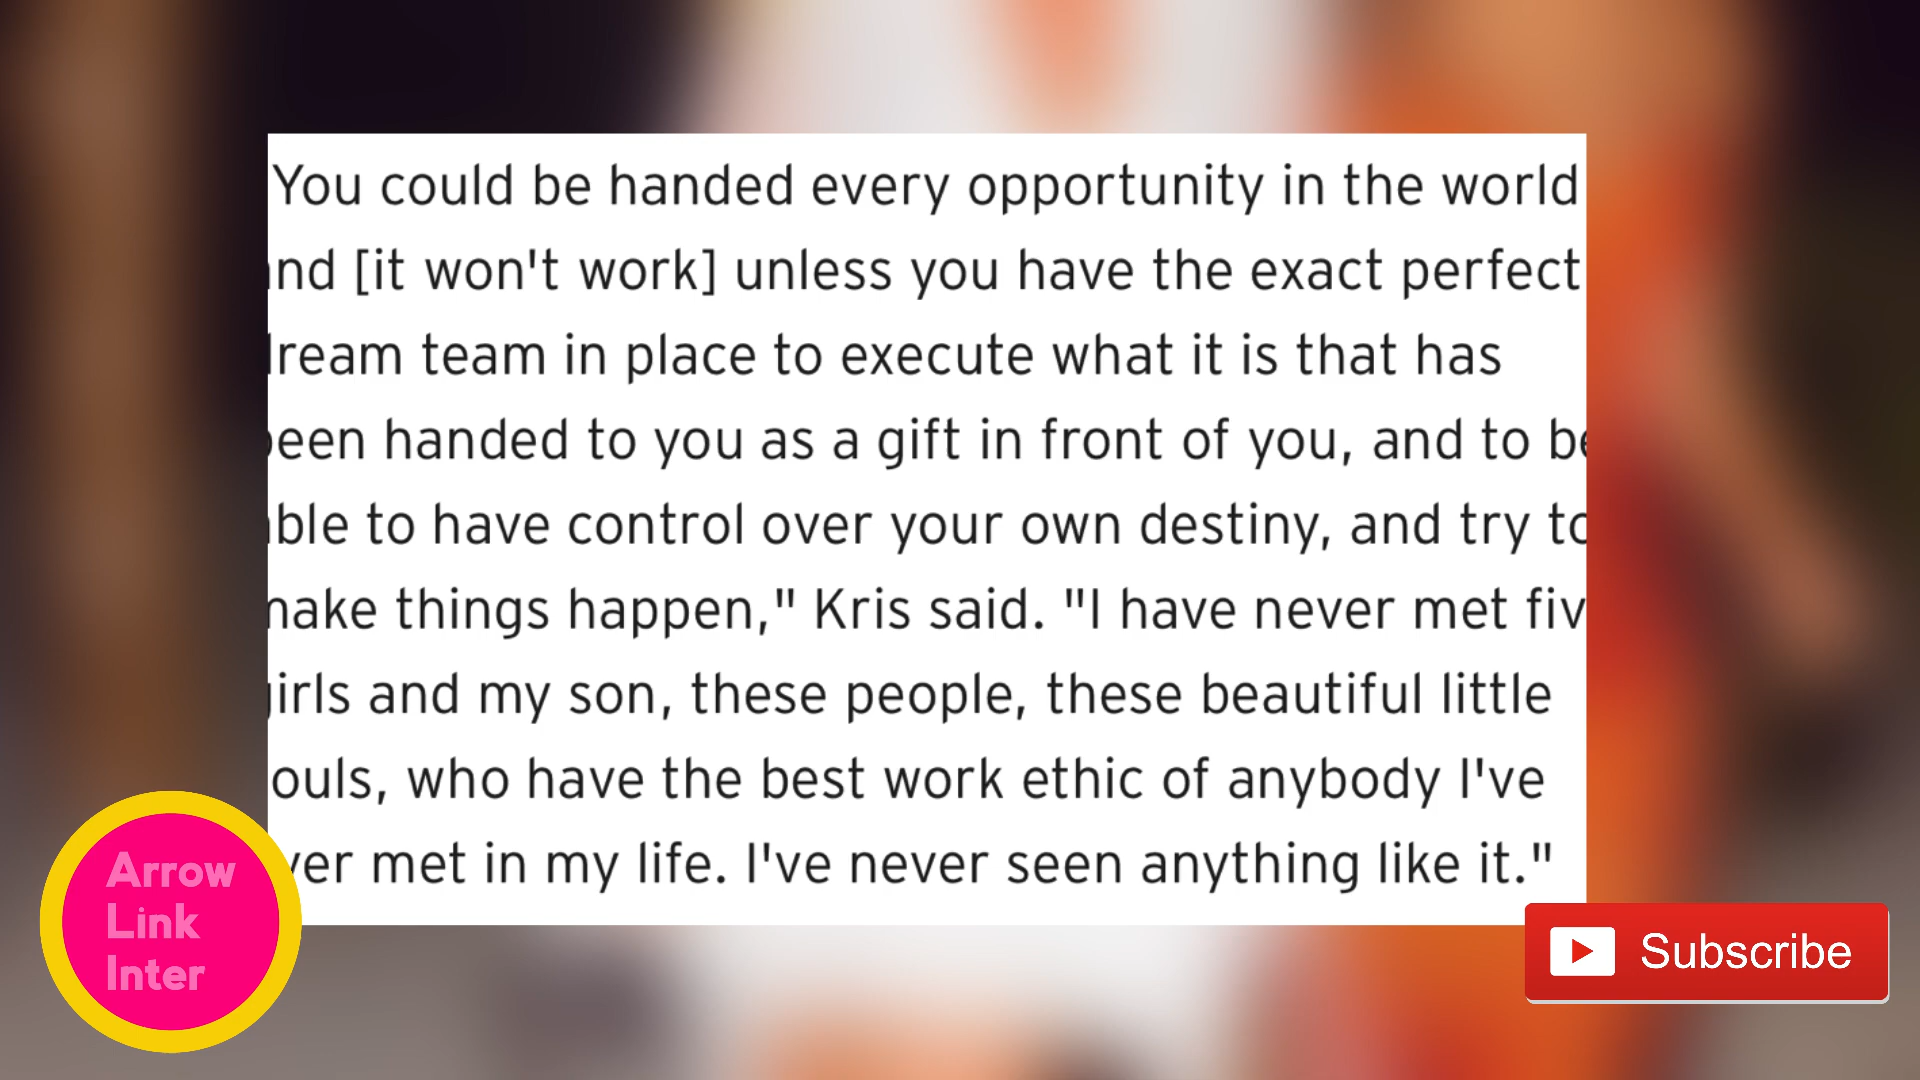 You could be handed every opportunity in the world
nd [it won't work] unless you have the exact perfect
ream team in place to execute what it is that has
een handed to you as a gift in front of you, and to be
ble to have control over your own destiny, and try to
ake things happen," Kris said. "I have never met fiv
irls and my son, these people, these beautiful little
ouls, who have the best work ethic of anybody I've
ver met in my life. I've never seen anything like it."
Arrow
Link
Inter
Subscribe